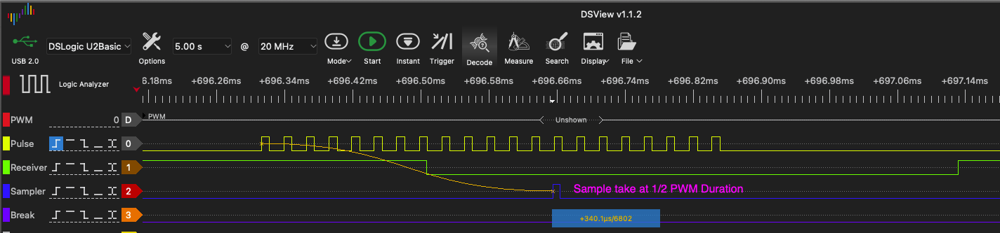 DSView v1.1.2
USB 2.0
DSLogic U2Basic
Options
5.00 s
@
20 MHz
Mode
Start
Instant
Trigger
Decode
Measure
Search
Display
File
Logic Analyzer
6.18ms +696.26ms +696.34ms +696.42ms +696.50ms +696.58ms +696.66ms +696.74ms +696.82ms +696.90ms +696.98ms +697.06ms +697.14ms
PWM 0 D PWM Unshown
Pulse 0
Receiver 1
Sampler 2 Sample take at 1/2 PWM Duration
Break 3
+340.1µs/6802